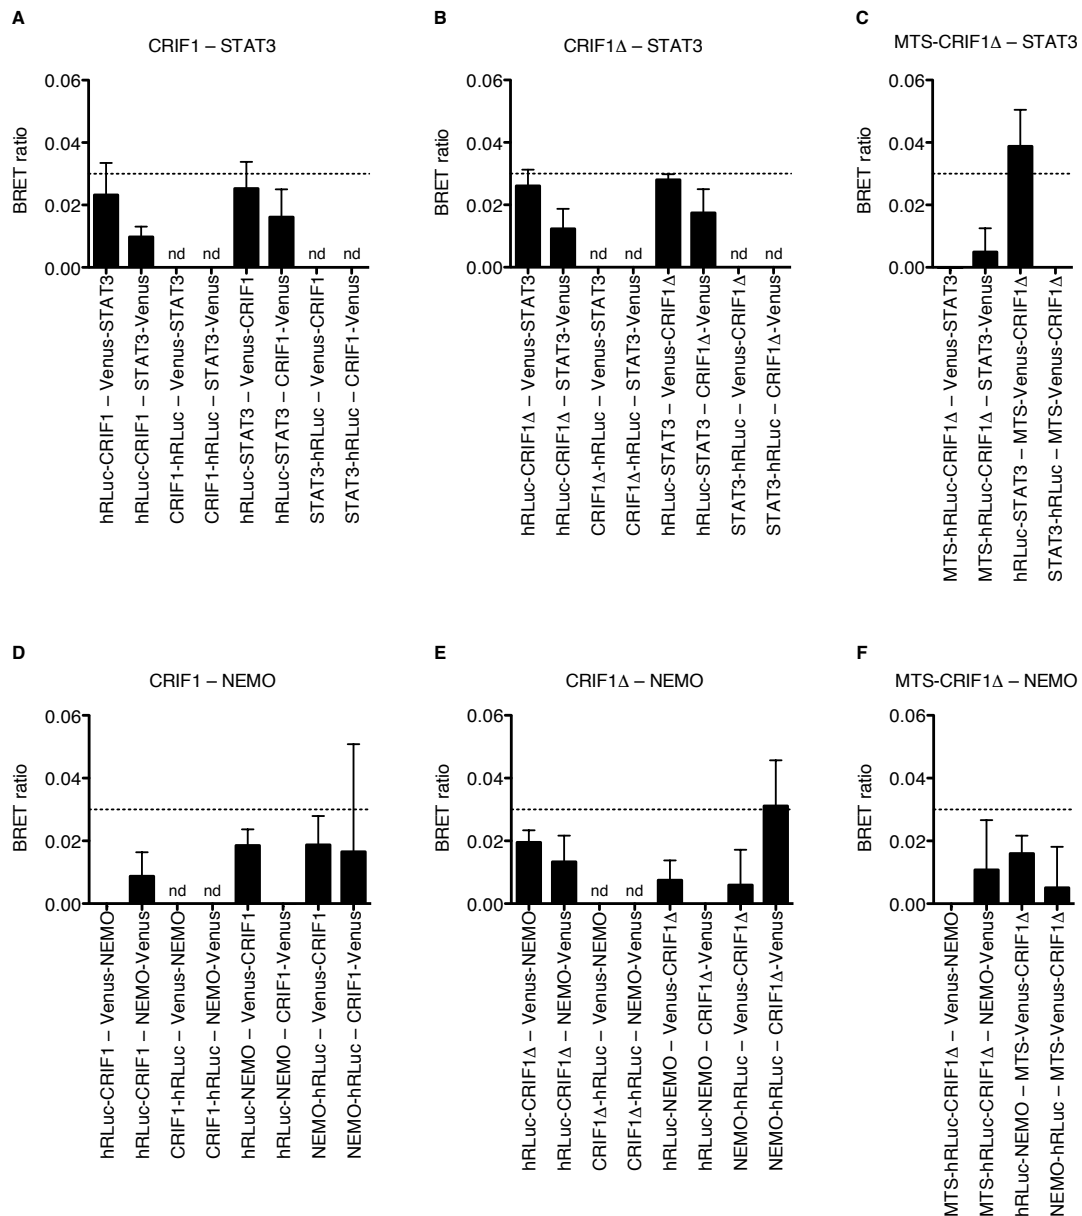 A
CRIF1 – STAT3
BRET ratio
0.06
0.04
0.02
0.00
nd
nd
nd
nd
hRLuc-CRIF1 – Venus-STAT3
hRLuc-CRIF1 – STAT3-Venus
CRIF1-hRLuc – Venus-STAT3
CRIF1-hRLuc – STAT3-Venus
hRLuc-STAT3 – Venus-CRIF1
hRLuc-STAT3 – CRIF1-Venus
STAT3-hRLuc – Venus-CRIF1
STAT3-hRLuc – CRIF1-Venus
B
CRIF1Δ – STAT3
BRET ratio
0.06
0.04
0.02
0.00
nd
nd
nd
nd
hRLuc-CRIF1Δ – Venus-STAT3
hRLuc-CRIF1Δ – STAT3-Venus
CRIF1Δ-hRLuc – Venus-STAT3
CRIF1Δ-hRLuc – STAT3-Venus
hRLuc-STAT3 – Venus-CRIF1Δ
hRLuc-STAT3 – CRIF1Δ-Venus
STAT3-hRLuc – Venus-CRIF1Δ
STAT3-hRLuc – CRIF1Δ-Venus
C
MTS-CRIF1Δ – STAT3
BRET ratio
0.06
0.04
0.02
0.00
MTS-hRLuc-CRIF1Δ – Venus-STAT3
MTS-hRLuc-CRIF1Δ – STAT3-Venus
hRLuc-STAT3 – MTS-Venus-CRIF1Δ
STAT3-hRLuc – MTS-Venus-CRIF1Δ
D
CRIF1 – NEMO
BRET ratio
0.06
0.04
0.02
0.00
nd
nd
hRLuc-CRIF1 – Venus-NEMO
hRLuc-CRIF1 – NEMO-Venus
CRIF1-hRLuc – Venus-NEMO
CRIF1-hRLuc – NEMO-Venus
hRLuc-NEMO – Venus-CRIF1
hRLuc-NEMO – CRIF1-Venus
NEMO-hRLuc – Venus-CRIF1
NEMO-hRLuc – CRIF1-Venus
E
CRIF1Δ – NEMO
BRET ratio
0.06
0.04
0.02
0.00
nd
nd
hRLuc-CRIF1Δ – Venus-NEMO
hRLuc-CRIF1Δ – NEMO-Venus
CRIF1Δ-hRLuc – Venus-NEMO
CRIF1Δ-hRLuc – NEMO-Venus
hRLuc-NEMO – Venus-CRIF1Δ
hRLuc-NEMO – CRIF1Δ-Venus
NEMO-hRLuc – Venus-CRIF1Δ
NEMO-hRLuc – CRIF1Δ-Venus
F
MTS-CRIF1Δ – NEMO
BRET ratio
0.06
0.04
0.02
0.00
MTS-hRLuc-CRIF1Δ – Venus-NEMO
MTS-hRLuc-CRIF1Δ – NEMO-Venus
hRLuc-NEMO – MTS-Venus-CRIF1Δ
NEMO-hRLuc – MTS-Venus-CRIF1Δ